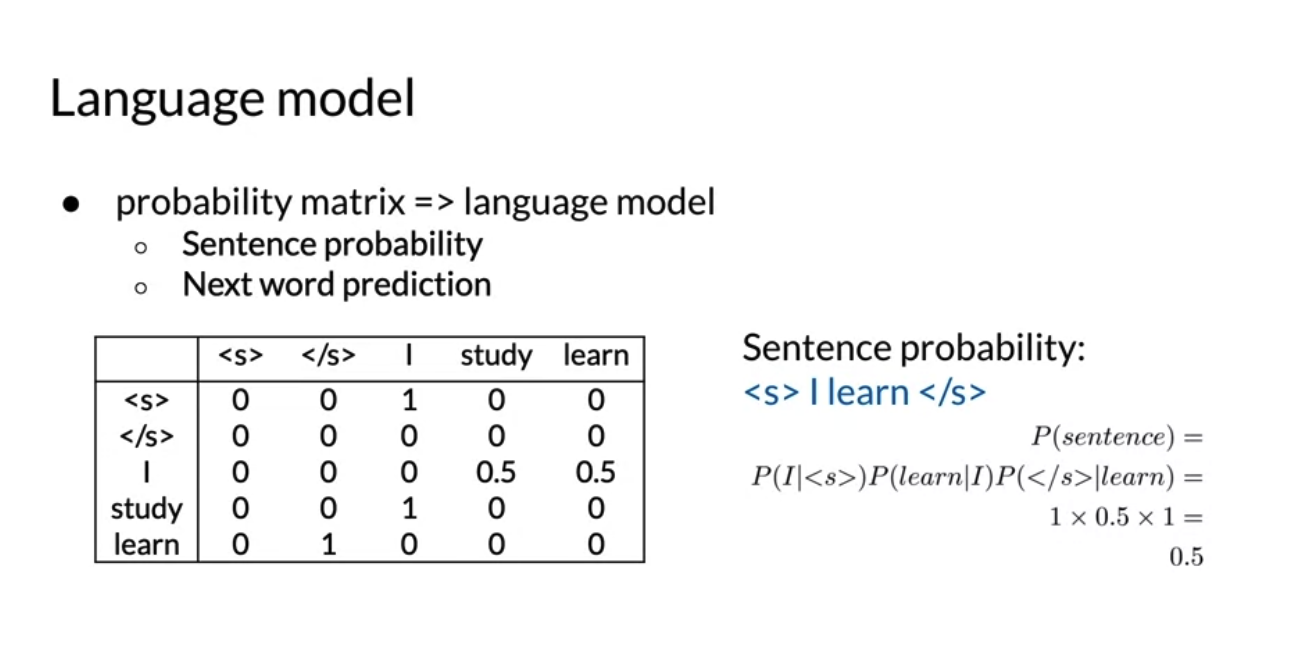 Language model
● probability matrix => language model
○ Sentence probability
○ Next word prediction
<s> </s> I study learn
<s> 0 0 1 0 0
</s> 0 0 0 0 0
I 0 0 0 0.5 0.5
study 0 0 1 0 0
learn 0 1 0 0 0
Sentence probability:
<s> I learn </s>
P(sentence) =
P(I|<s>)P(learn|I)P(</s>|learn) =
1 × 0.5 × 1 =
0.5